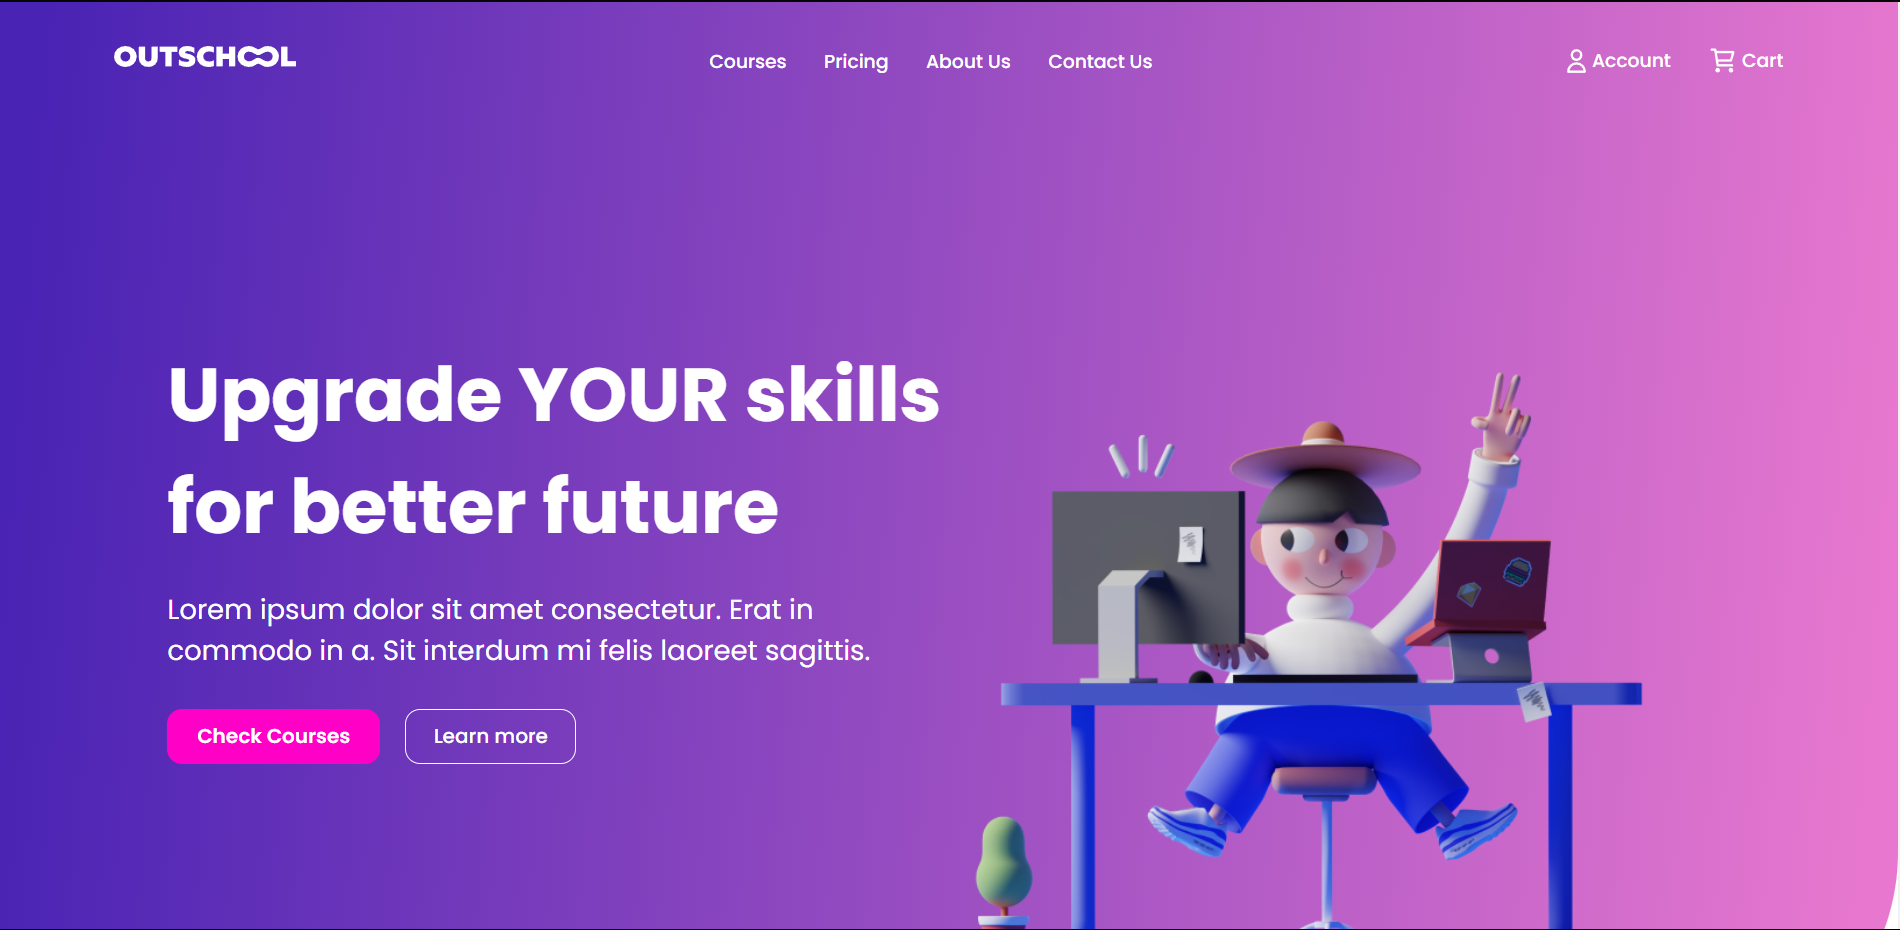 OUTSCHOOL
Courses Pricing About Us Contact Us
Account Cart
Upgrade YOUR skills
for better future
Lorem ipsum dolor sit amet consectetur. Erat in
commodo in a. Sit interdum mi felis laoreet sagittis.
Check Courses Learn more